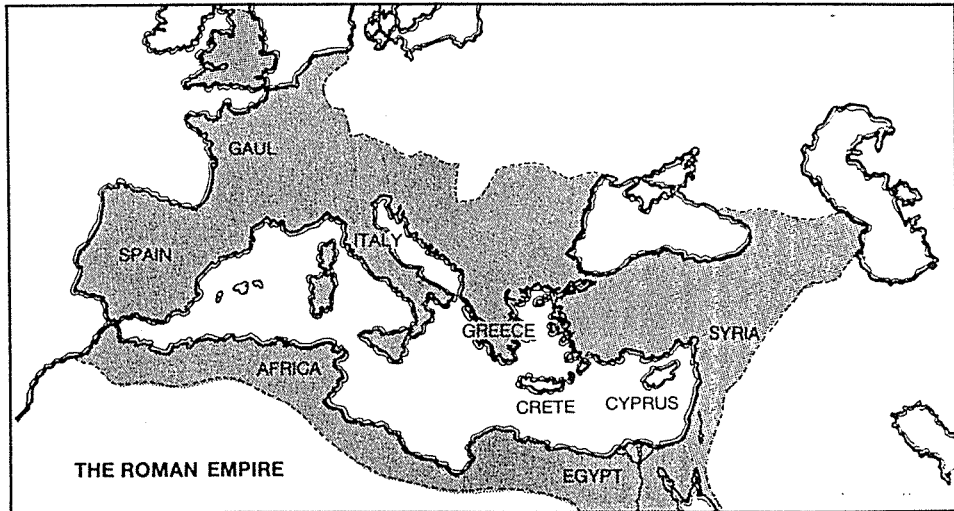 GAUL
SPAIN
ITALY
GREECE
SYRIA
AFRICA
CRETE
CYPRUS
EGYPT
THE ROMAN EMPIRE